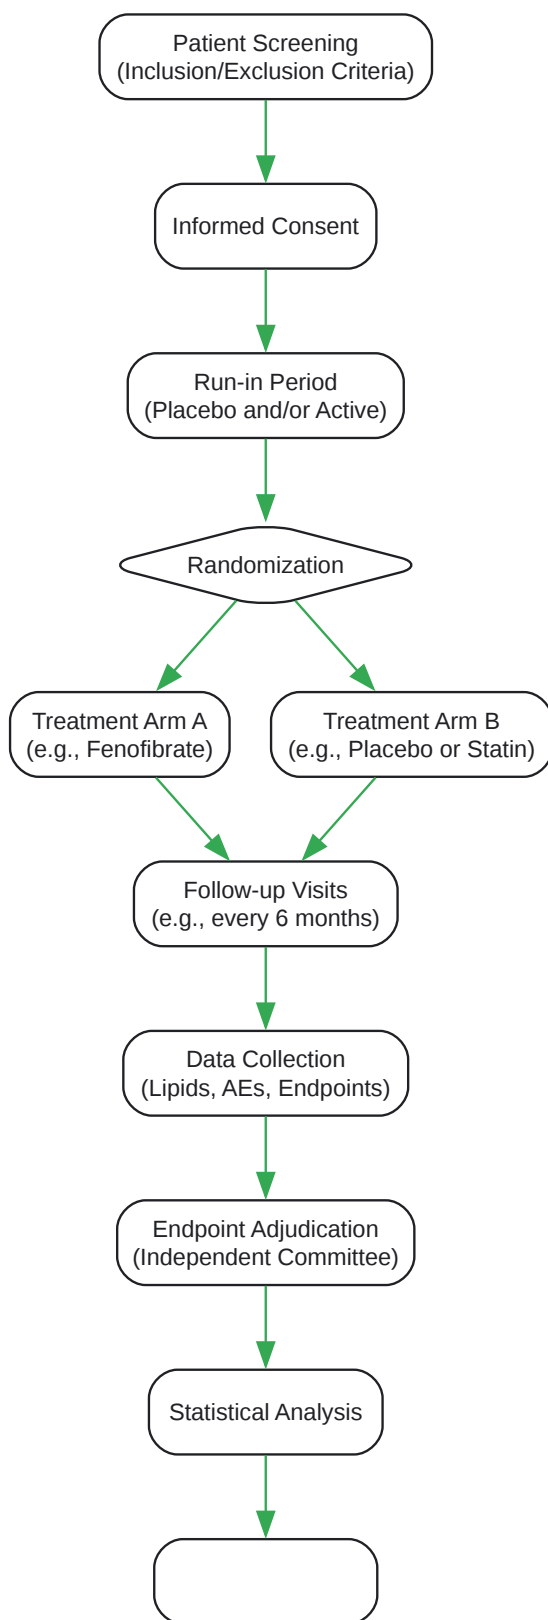 Patient Screening
(Inclusion/Exclusion Criteria)
Informed Consent
Run-in Period
(Placebo and/or Active)
Randomization
Treatment Arm A
(e.g., Fenofibrate)
Treatment Arm B
(e.g., Placebo or Statin)
Follow-up Visits
(e.g., every 6 months)
Data Collection
(Lipids, AEs, Endpoints)
Endpoint Adjudication
(Independent Committee)
Statistical Analysis